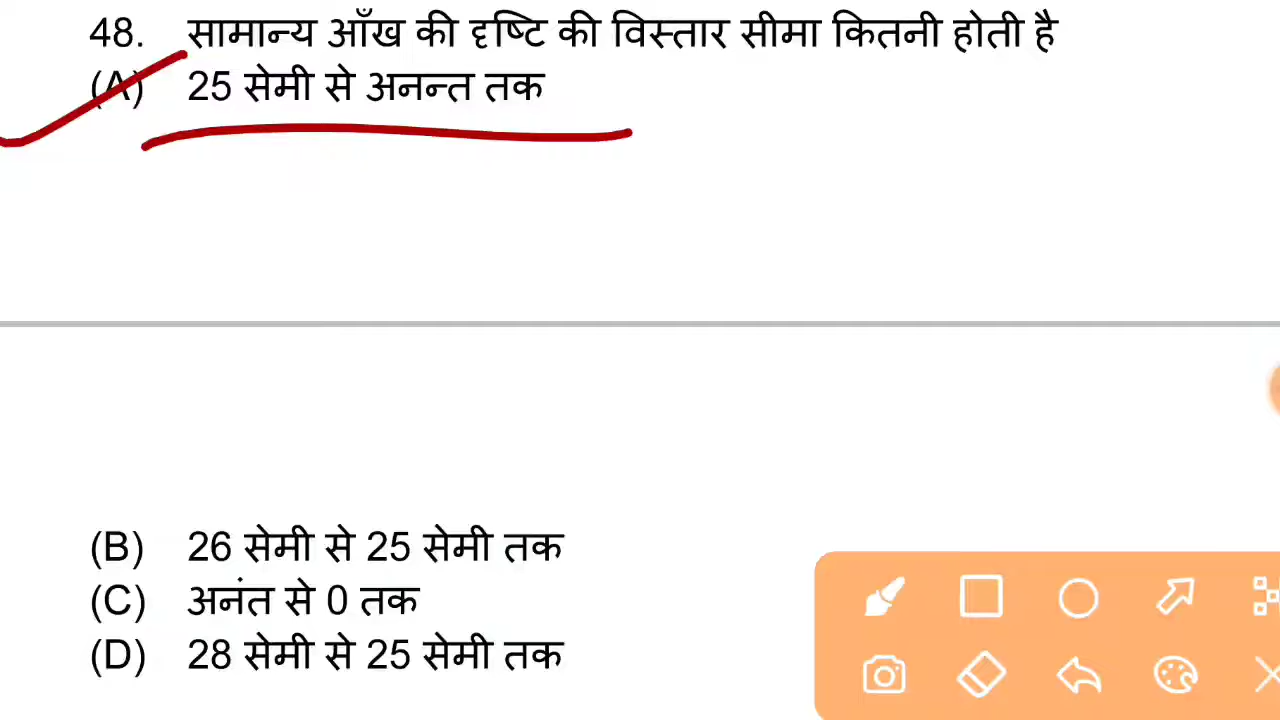 48. सामान्य आँख की दृष्टि की विस्तार सीमा कितनी होती है
(A) 25 सेमी से अनन्त तक
(B) 26 सेमी से 25 सेमी तक
(C) अनंत से 0 तक
(D) 28 सेमी से 25 सेमी तक